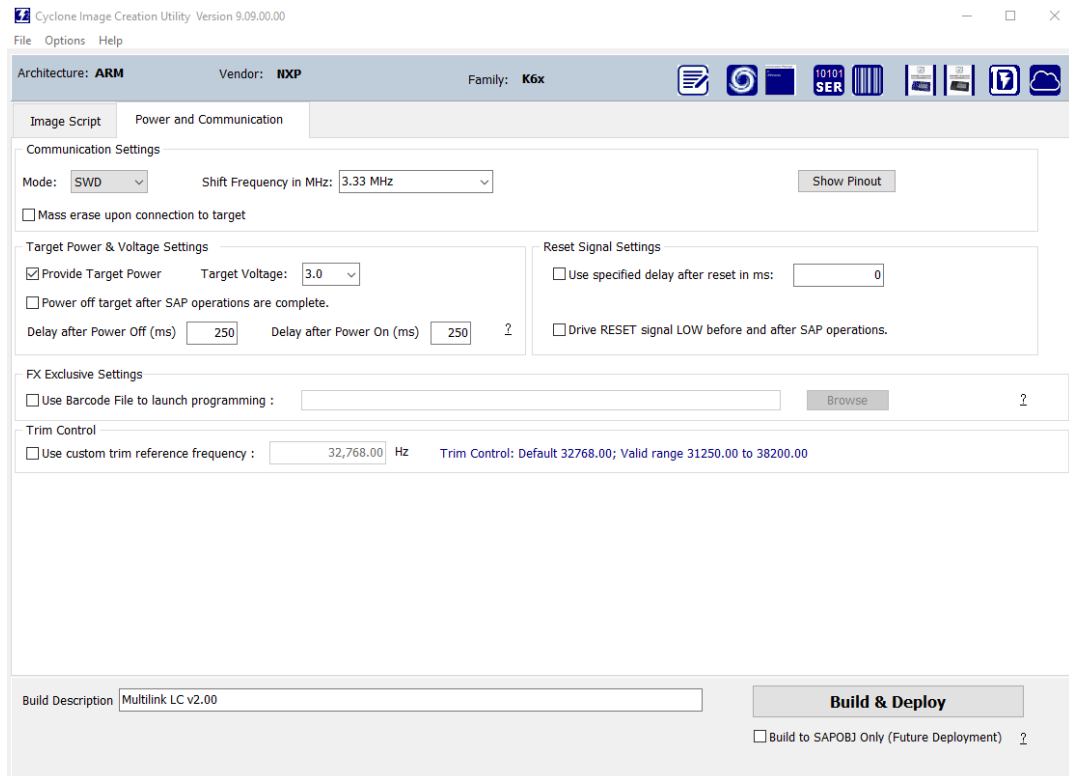 Cyclone Image Creation Utility Version 9.09.00.00
File Options Help
Architecture: ARM Vendor: NXP Family: K6x
10101
SER
Image Script Power and Communication
Communication Settings
Mode: SWD Shift Frequency in MHz: 3.33 MHz Show Pinout
Mass erase upon connection to target
Target Power & Voltage Settings Reset Signal Settings
Provide Target Power Target Voltage: 3.0 Use specified delay after reset in ms: 0
Power off target after SAP operations are complete.
Delay after Power Off (ms) 250 Delay after Power On (ms) 250 ? Drive RESET signal LOW before and after SAP operations.
FX Exclusive Settings
Use Barcode File to launch programming : Browse ?
Trim Control
Use custom trim reference frequency : 32,768.00 Hz Trim Control: Default 32768.00; Valid range 31250.00 to 38200.00
Build Description Multilink LC v2.00 Build & Deploy
Build to SAPOBJ Only (Future Deployment) ?